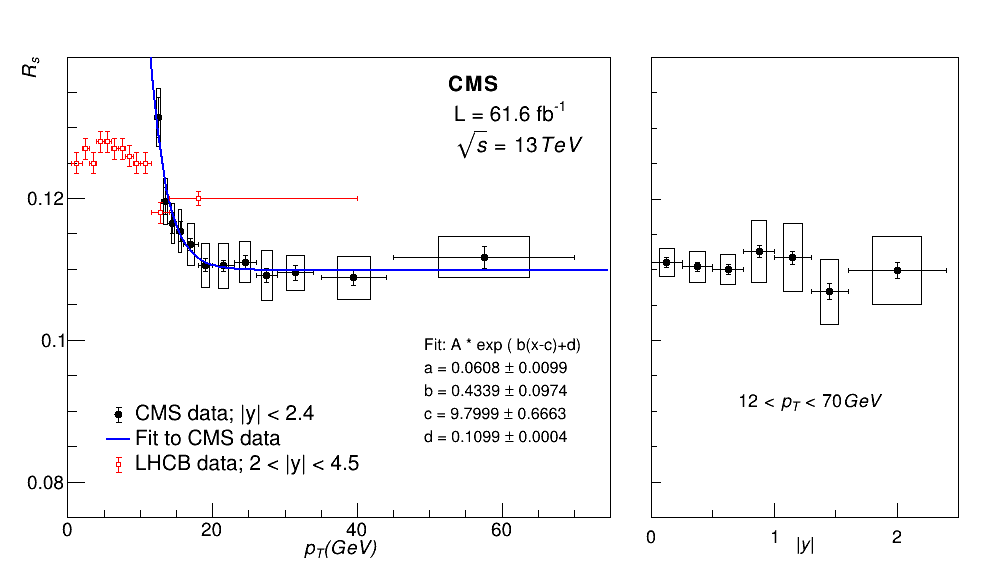 R_s
CMS
L = 61.6 fb⁻¹
√s = 13 TeV
0.12
0.1
0.08
Fit: A * exp ( b(x-c)+d)
a = 0.0608 ± 0.0099
b = 0.4339 ± 0.0974
c = 9.7999 ± 0.6663
d = 0.1099 ± 0.0004
CMS data; |y| < 2.4
Fit to CMS data
LHCB data; 2 < |y| < 4.5
0 20 40 60
p_T(GeV)
12 < p_T < 70GeV
0 1 2
|y|